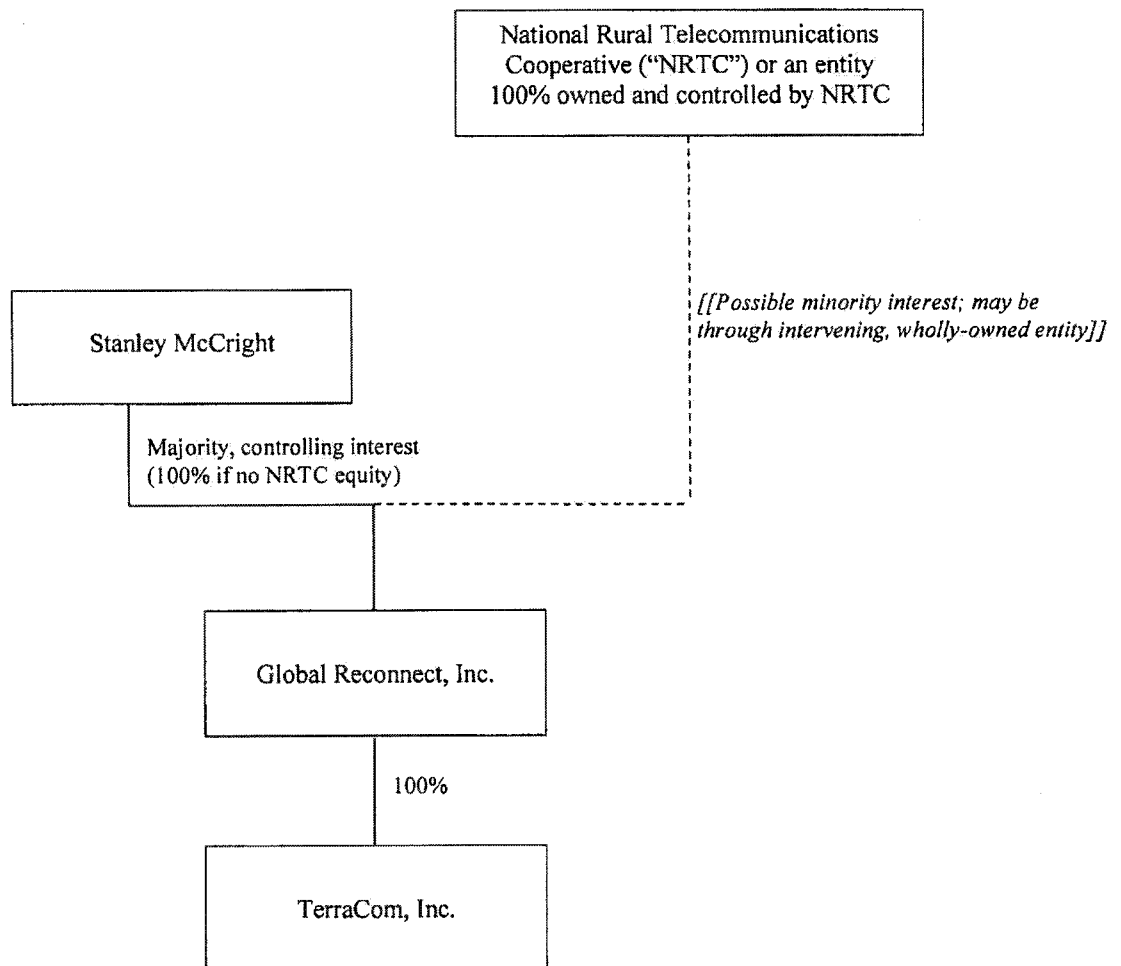 National Rural Telecommunications
Cooperative (“NRTC”) or an entity
100% owned and controlled by NRTC
[[Possible minority interest; may be
through intervening, wholly-owned entity]]
Stanley McCright
Majority, controlling interest
(100% if no NRTC equity)
Global Reconnect, Inc.
100%
TerraCom, Inc.